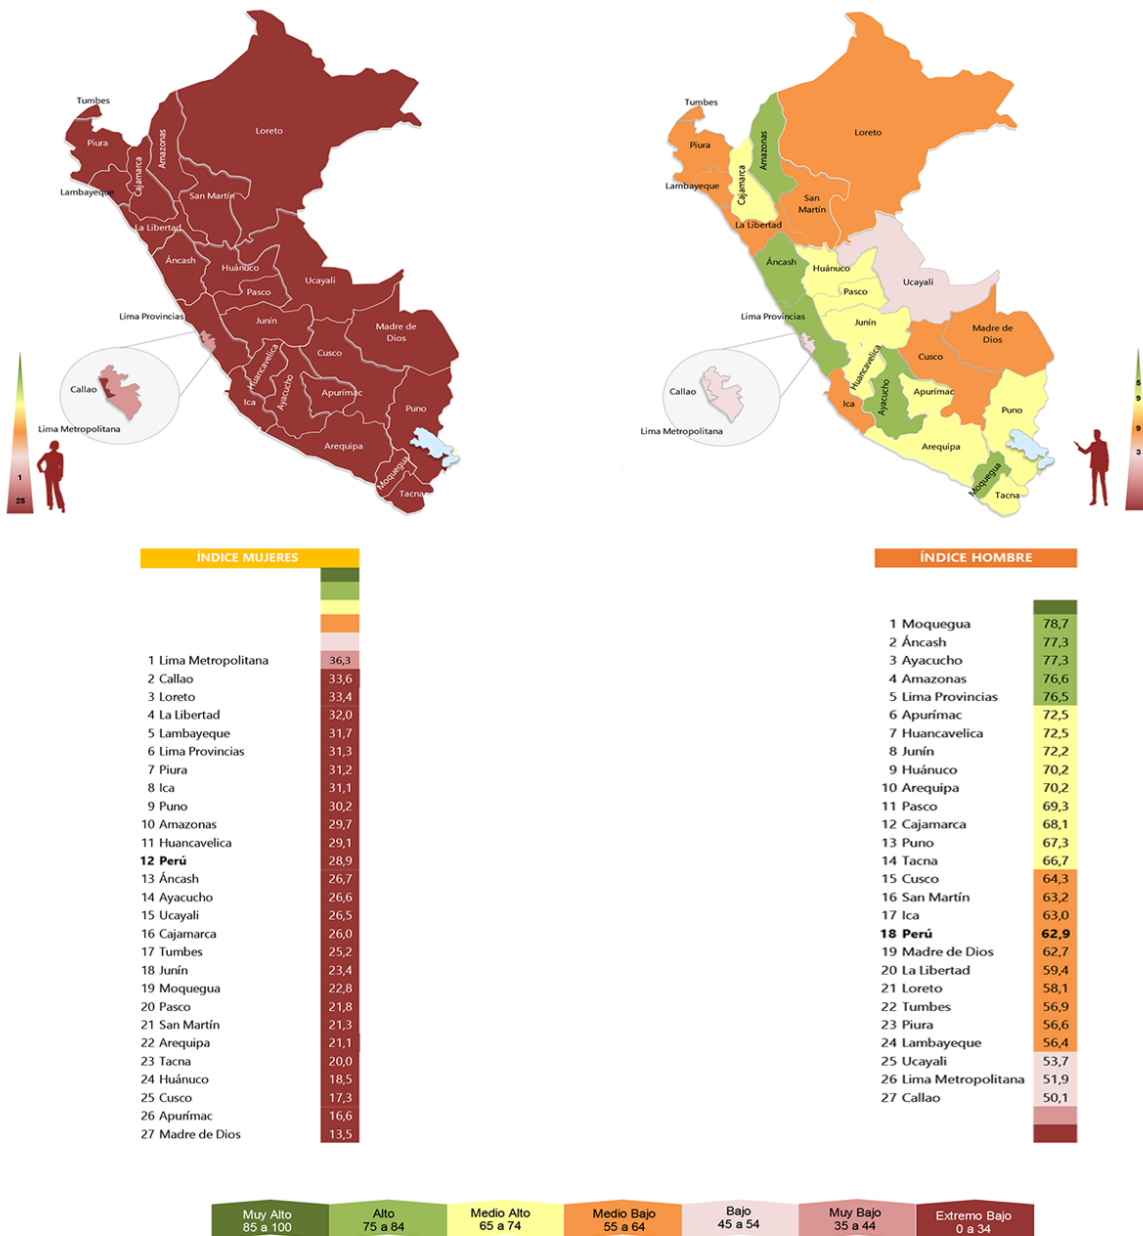 Tumbes
Piura
Lambayeque
Cajamarca
Amazonas
Loreto
San Martín
La Libertad
Áncash
Huánuco
Pasco
Ucayali
Lima Provincias
Junín
Madre de Dios
Callao
Lima Metropolitana
Huancavelica
Cusco
Ica
Ayacucho
Apurímac
Puno
Arequipa
Moquegua
Tacna
1
25
Tumbes
Piura
Lambayeque
Cajamarca
Amazonas
Loreto
San
Martín
La Libertad
Áncash
Huánuco
Pasco
Ucayali
Lima Provincias
Junín
Madre de
Dios
Callao
Lima Metropolitana
Huancavelica
Cusco
Ica
Ayacucho
Apurímac
Puno
Arequipa
Moquegua
Tacna
5
9
9
3
ÍNDICE MUJERES
1 Lima Metropolitana 36,3
2 Callao 33,6
3 Loreto 33,4
4 La Libertad 32,0
5 Lambayeque 31,7
6 Lima Provincias 31,3
7 Piura 31,2
8 Ica 31,1
9 Puno 30,2
10 Amazonas 29,7
11 Huancavelica 29,1
12 Perú 28,9
13 Áncash 26,7
14 Ayacucho 26,6
15 Ucayali 26,5
16 Cajamarca 26,0
17 Tumbes 25,2
18 Junín 23,4
19 Moquegua 22,8
20 Pasco 21,8
21 San Martín 21,3
22 Arequipa 21,1
23 Tacna 20,0
24 Huánuco 18,5
25 Cusco 17,3
26 Apurímac 16,6
27 Madre de Dios 13,5
ÍNDICE HOMBRE
1 Moquegua 78,7
2 Áncash 77,3
3 Ayacucho 77,3
4 Amazonas 76,6
5 Lima Provincias 76,5
6 Apurímac 72,5
7 Huancavelica 72,5
8 Junín 72,2
9 Huánuco 70,2
10 Arequipa 70,2
11 Pasco 69,3
12 Cajamarca 68,1
13 Puno 67,3
14 Tacna 66,7
15 Cusco 64,3
16 San Martín 63,2
17 Ica 63,0
18 Perú 62,9
19 Madre de Dios 62,7
20 La Libertad 59,4
21 Loreto 58,1
22 Tumbes 56,9
23 Piura 56,6
24 Lambayeque 56,4
25 Ucayali 53,7
26 Lima Metropolitana 51,9
27 Callao 50,1
Muy Alto
85 a 100
Alto
75 a 84
Medio Alto
65 a 74
Medio Bajo
55 a 64
Bajo
45 a 54
Muy Bajo
35 a 44
Extremo Bajo
0 a 34